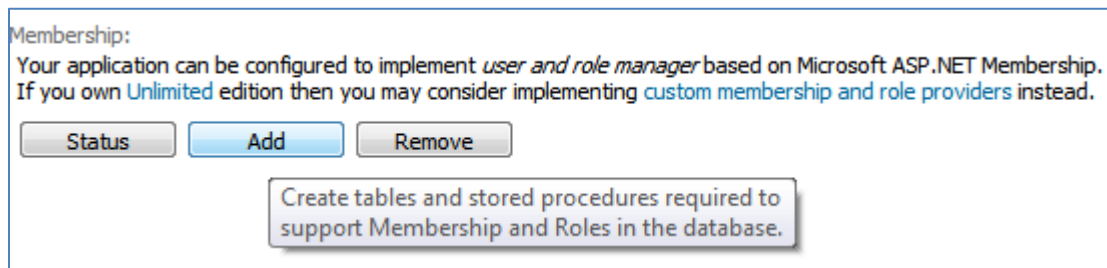 Membership:
Your application can be configured to implement user and role manager based on Microsoft ASP.NET Membership.
If you own Unlimited edition then you may consider implementing custom membership and role providers instead.
Status Add Remove
Create tables and stored procedures required to
support Membership and Roles in the database.